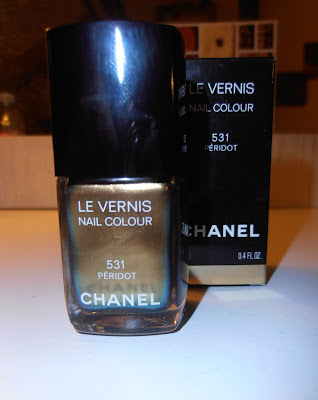 LE VERNIS
NAIL COLOUR
531
PÉRIDOT
CHANEL
LE VERNIS
NAIL COLOUR
531
PÉRIDOT
CHANEL
0.4 FL.OZ.